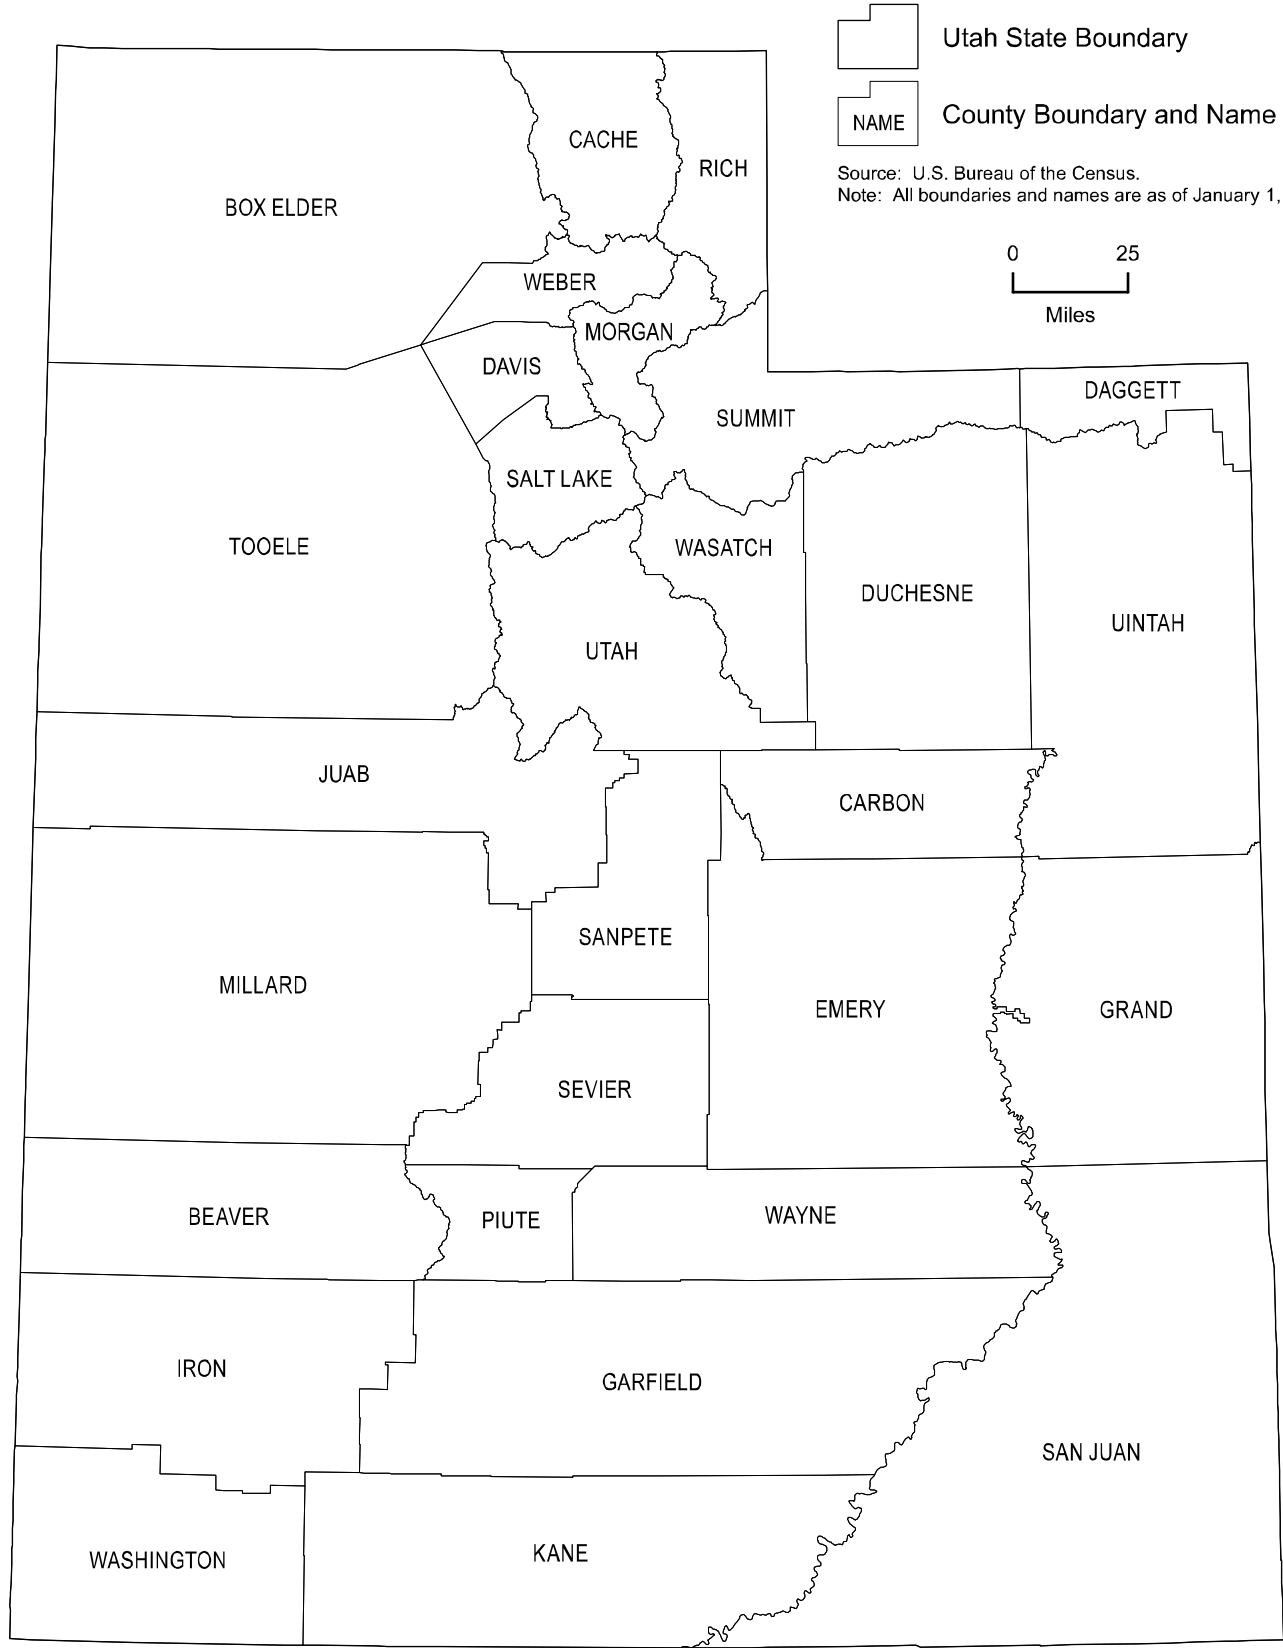 Utah State Boundary
NAME
County Boundary and Name
Source: U.S. Bureau of the Census.
Note: All boundaries and names are as of January 1,
0 25
Miles
CACHE
RICH
BOX ELDER
WEBER
MORGAN
DAVIS
DAGGETT
SUMMIT
SALT LAKE
TOOELE
WASATCH
DUCHESNE
UINTAH
UTAH
JUAB
CARBON
SANPETE
MILLARD
EMERY
GRAND
SEVIER
BEAVER
PIUTE
WAYNE
IRON
GARFIELD
SAN JUAN
WASHINGTON
KANE